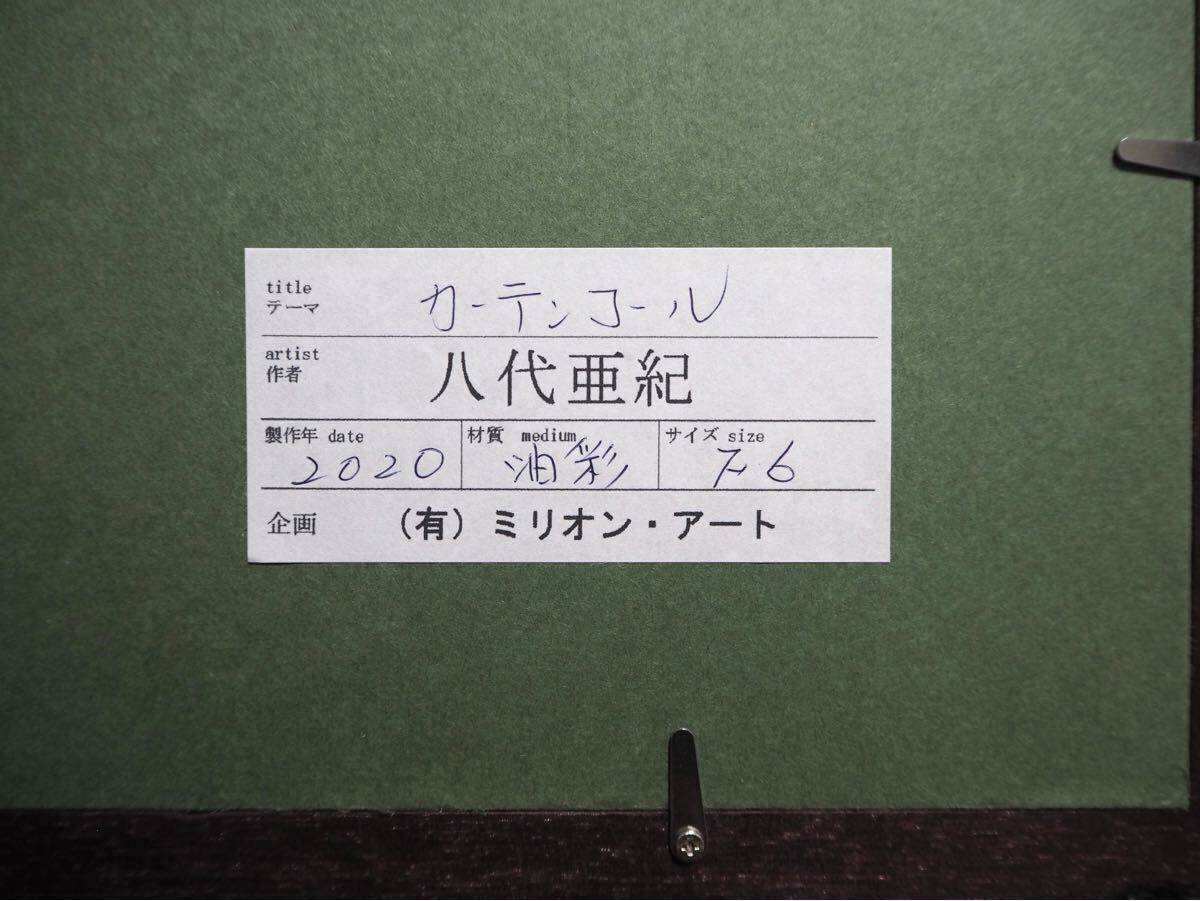 title
テーマ
カーテンコール
artist
作者
八代亜紀
製作年 date
2020
材質 medium
油彩
サイズ size
F.6
企画
(有)ミリオン・アート